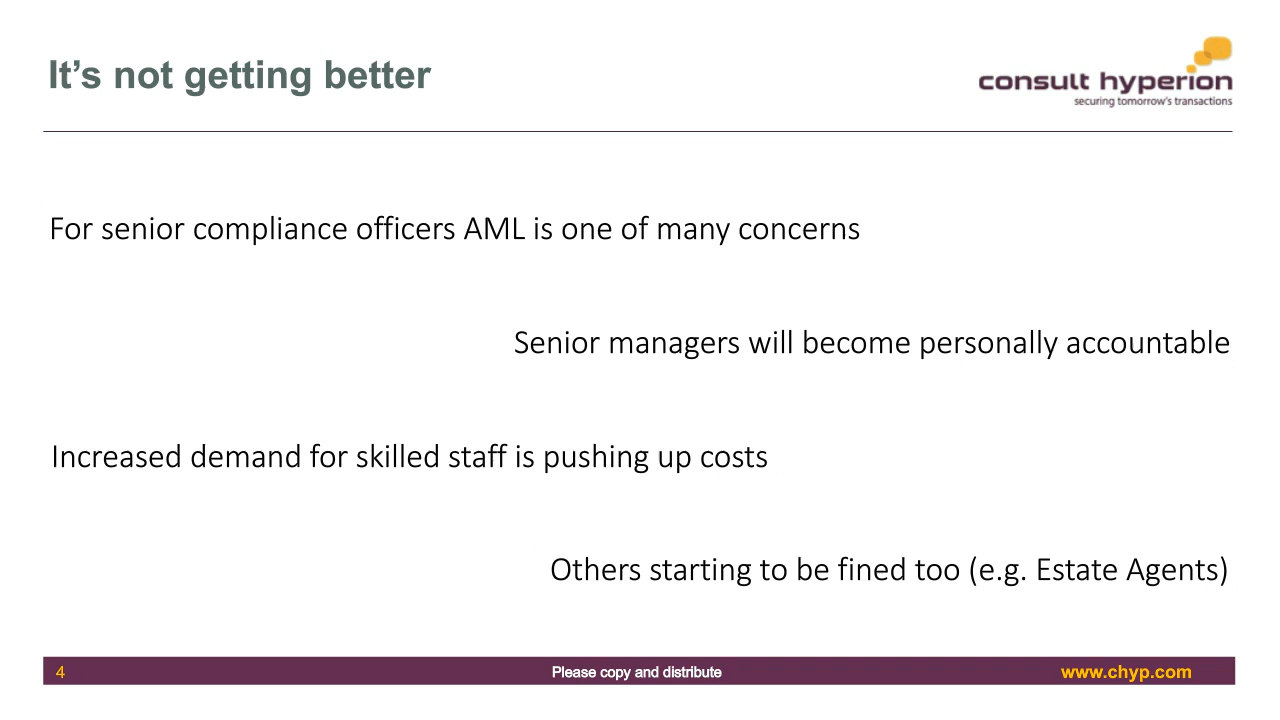 It’s not getting better
consult hyperion
securing tomorrow's transactions
For senior compliance officers AML is one of many concerns
Senior managers will become personally accountable
Increased demand for skilled staff is pushing up costs
Others starting to be fined too (e.g. Estate Agents)
4
Please copy and distribute
www.chyp.com